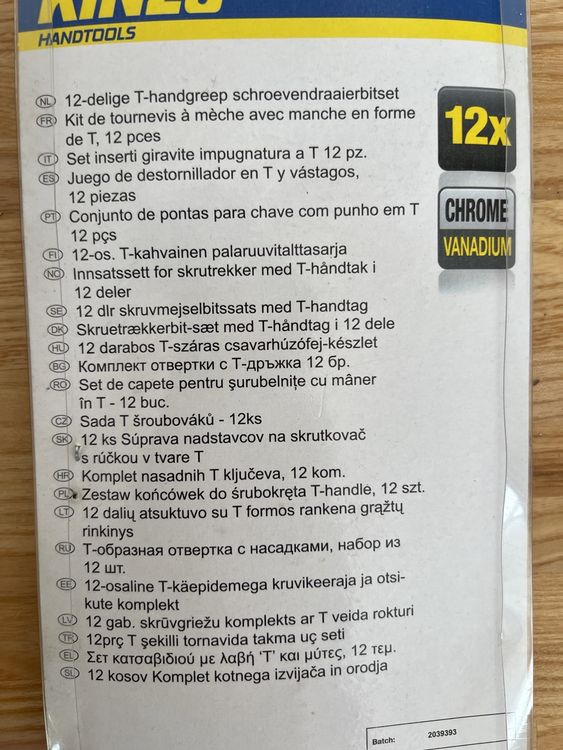 KINZO
HANDTOOLS
12x
CHROME
VANADIUM
NL 12-delige T-handgreep schroevendraaierbitset
FR Kit de tournevis à mèche avec manche en forme
de T, 12 pces
IT Set inserti giravite impugnatura a T 12 pz.
ES Juego de destornillador en T y vástagos,
12 piezas
PT Conjunto de pontas para chave com punho em T
12 pçs
FI 12-os. T-kahvainen palaruuvitalttasarja
NO Innsatssett for skrutrekker med T-håndtak i
12 deler
SE 12 dlr skruvmejselbitssats med T-handtag
DK Skruetrækkerbit-sæt med T-håndtag i 12 dele
HU 12 darabos T-száras csavarhúzófej-készlet
BG Комплект отвертки с Т-дръжка 12 бр.
RO Set de capete pentru şurubelniţe cu mâner
în T - 12 buc.
CZ Sada T šroubováků - 12ks
SK 12 ks Súprava nadstavcov na skrutkovač
s rúčkou v tvare T
HR Komplet nasadnih T ključeva, 12 kom.
PL Zestaw końcówek do śrubokręta T-handle, 12 szt.
LT 12 dalių atsuktuvo su T formos rankena grąžtų
rinkinys
RU Т-образная отвертка с насадками, набор из
12 шт.
EE 12-osaline T-käepidemega kruvikeeraja ja otsi-
kute komplekt
LV 12 gab. skrūvgriežu komplekts ar T veida rokturi
TR 12prç T şekilli tornavida takma uç seti
EL Σετ κατσαβιδιού με λαβή ‘Τ’ και μύτες, 12 τεμ.
SL 12 kosov Komplet kotnega izvijača in orodja
Batch: 2039393